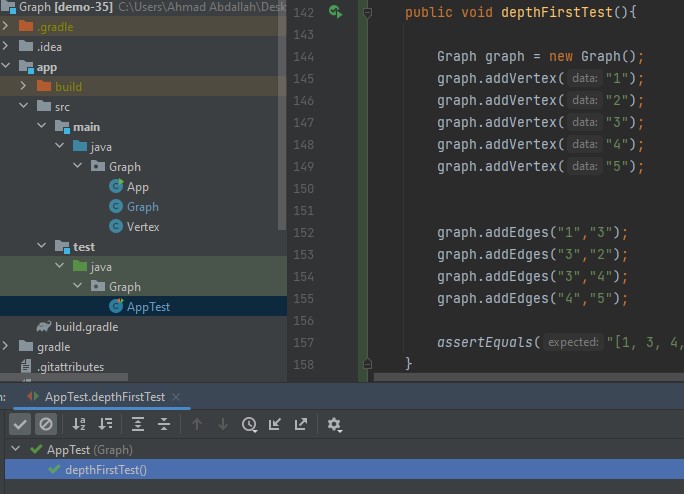 Graph [demo-35] C:\Users\Ahmad Abdallah\Desk
.gradle
.idea
app
build
src
main
java
Graph
App
Graph
Vertex
test
java
Graph
AppTest
build.gradle
gradle
.gitattributes
142 public void depthFirstTest(){
143
144 Graph graph = new Graph();
145 graph.addVertex( data: "1");
146 graph.addVertex( data: "2");
147 graph.addVertex( data: "3");
148 graph.addVertex( data: "4");
149 graph.addVertex( data: "5");
150
151
152 graph.addEdges("1","3");
153 graph.addEdges("3","2");
154 graph.addEdges("3","4");
155 graph.addEdges("4","5");
156
157 assertEquals( expected: "[1, 3, 4,
158 }
n: AppTest.depthFirstTest
AppTest (Graph)
depthFirstTest()